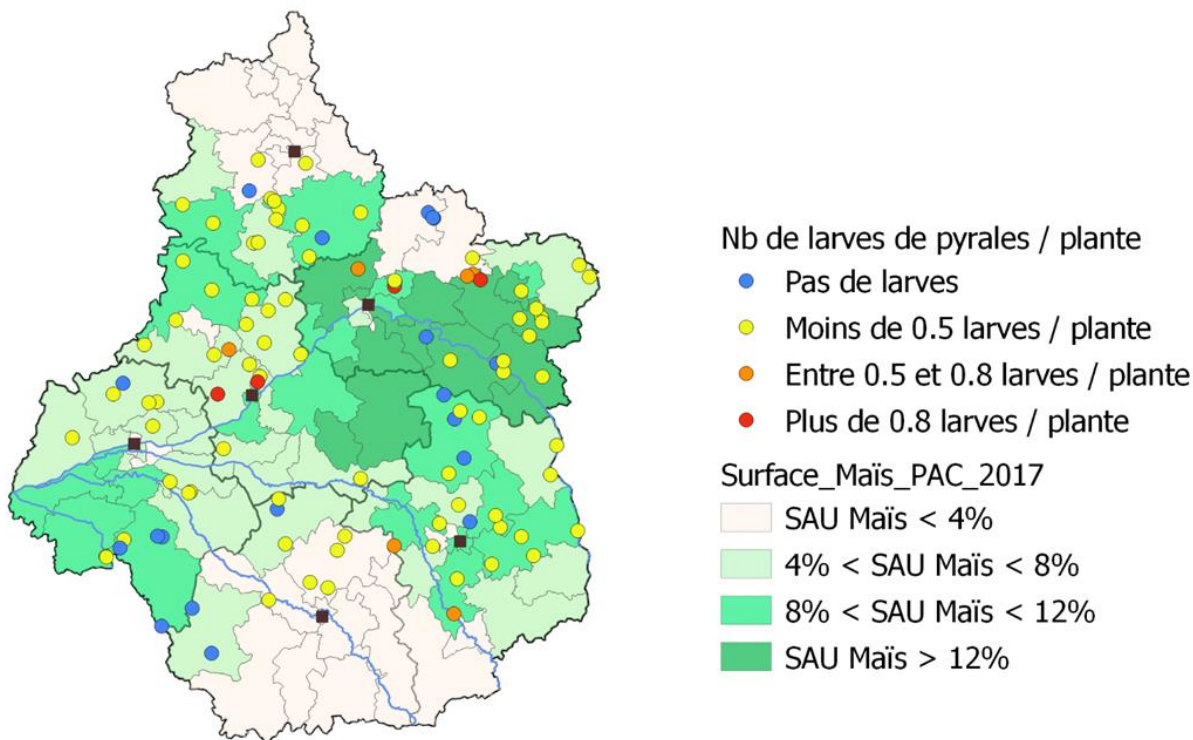 Nb de larves de pyrales / plante
Pas de larves
Moins de 0.5 larves / plante
Entre 0.5 et 0.8 larves / plante
Plus de 0.8 larves / plante
Surface_Maïs_PAC_2017
SAU Maïs < 4%
4% < SAU Maïs < 8%
8% < SAU Maïs < 12%
SAU Maïs > 12%